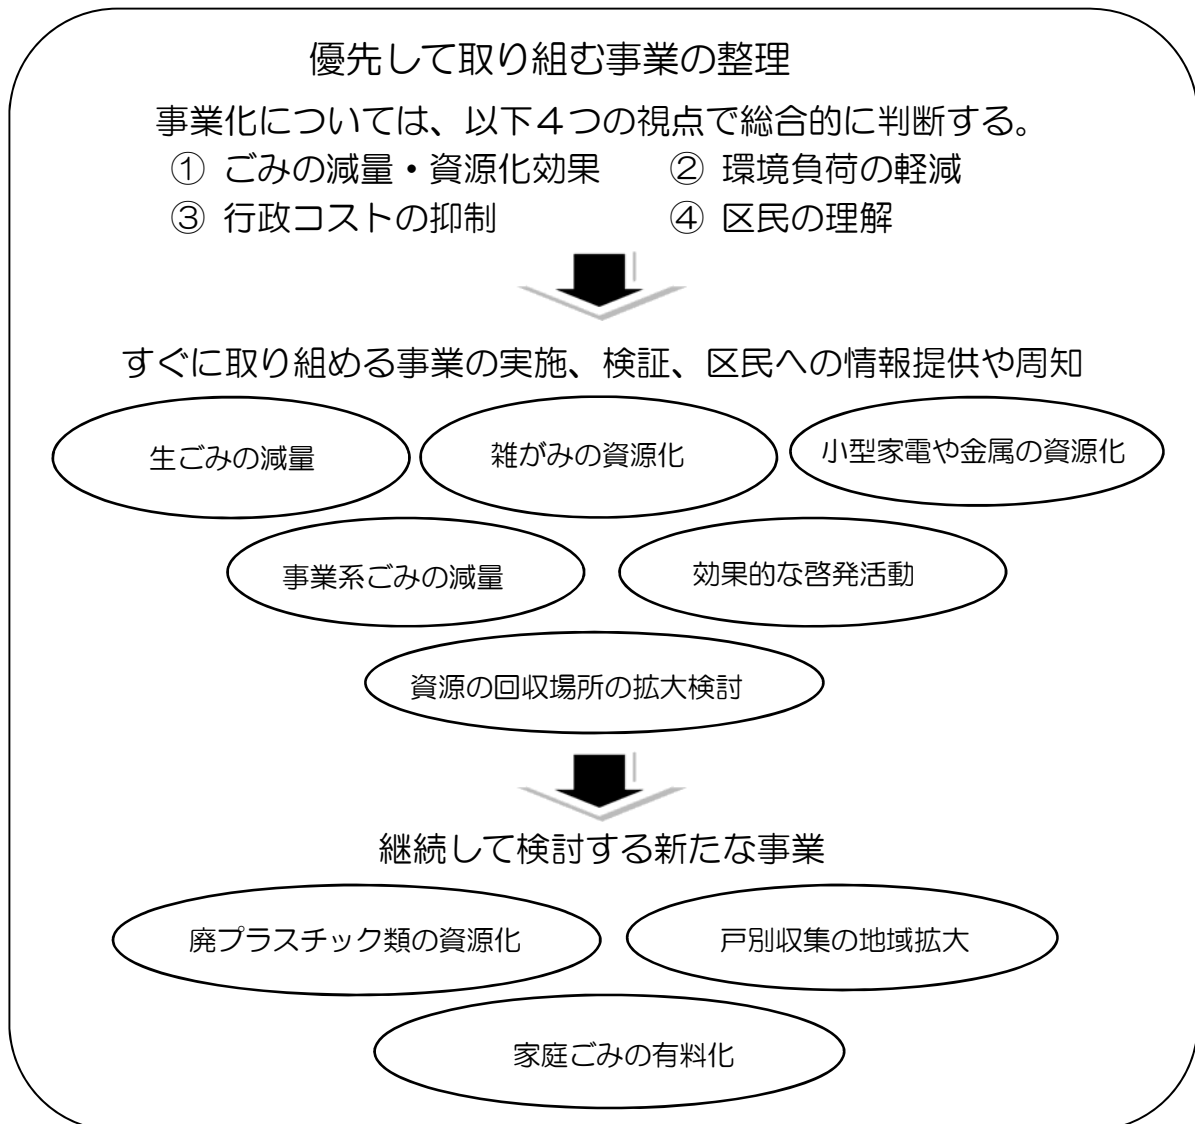 優先して取り組む事業の整理
事業化については、以下４つの視点で総合的に判断する。
① ごみの減量・資源化効果　② 環境負荷の軽減
③ 行政コストの抑制　④ 区民の理解
すぐに取り組める事業の実施、検証、区民への情報提供や周知
生ごみの減量
雑がみの資源化
小型家電や金属の資源化
事業系ごみの減量
効果的な啓発活動
資源の回収場所の拡大検討
継続して検討する新たな事業
廃プラスチック類の資源化
戸別収集の地域拡大
家庭ごみの有料化